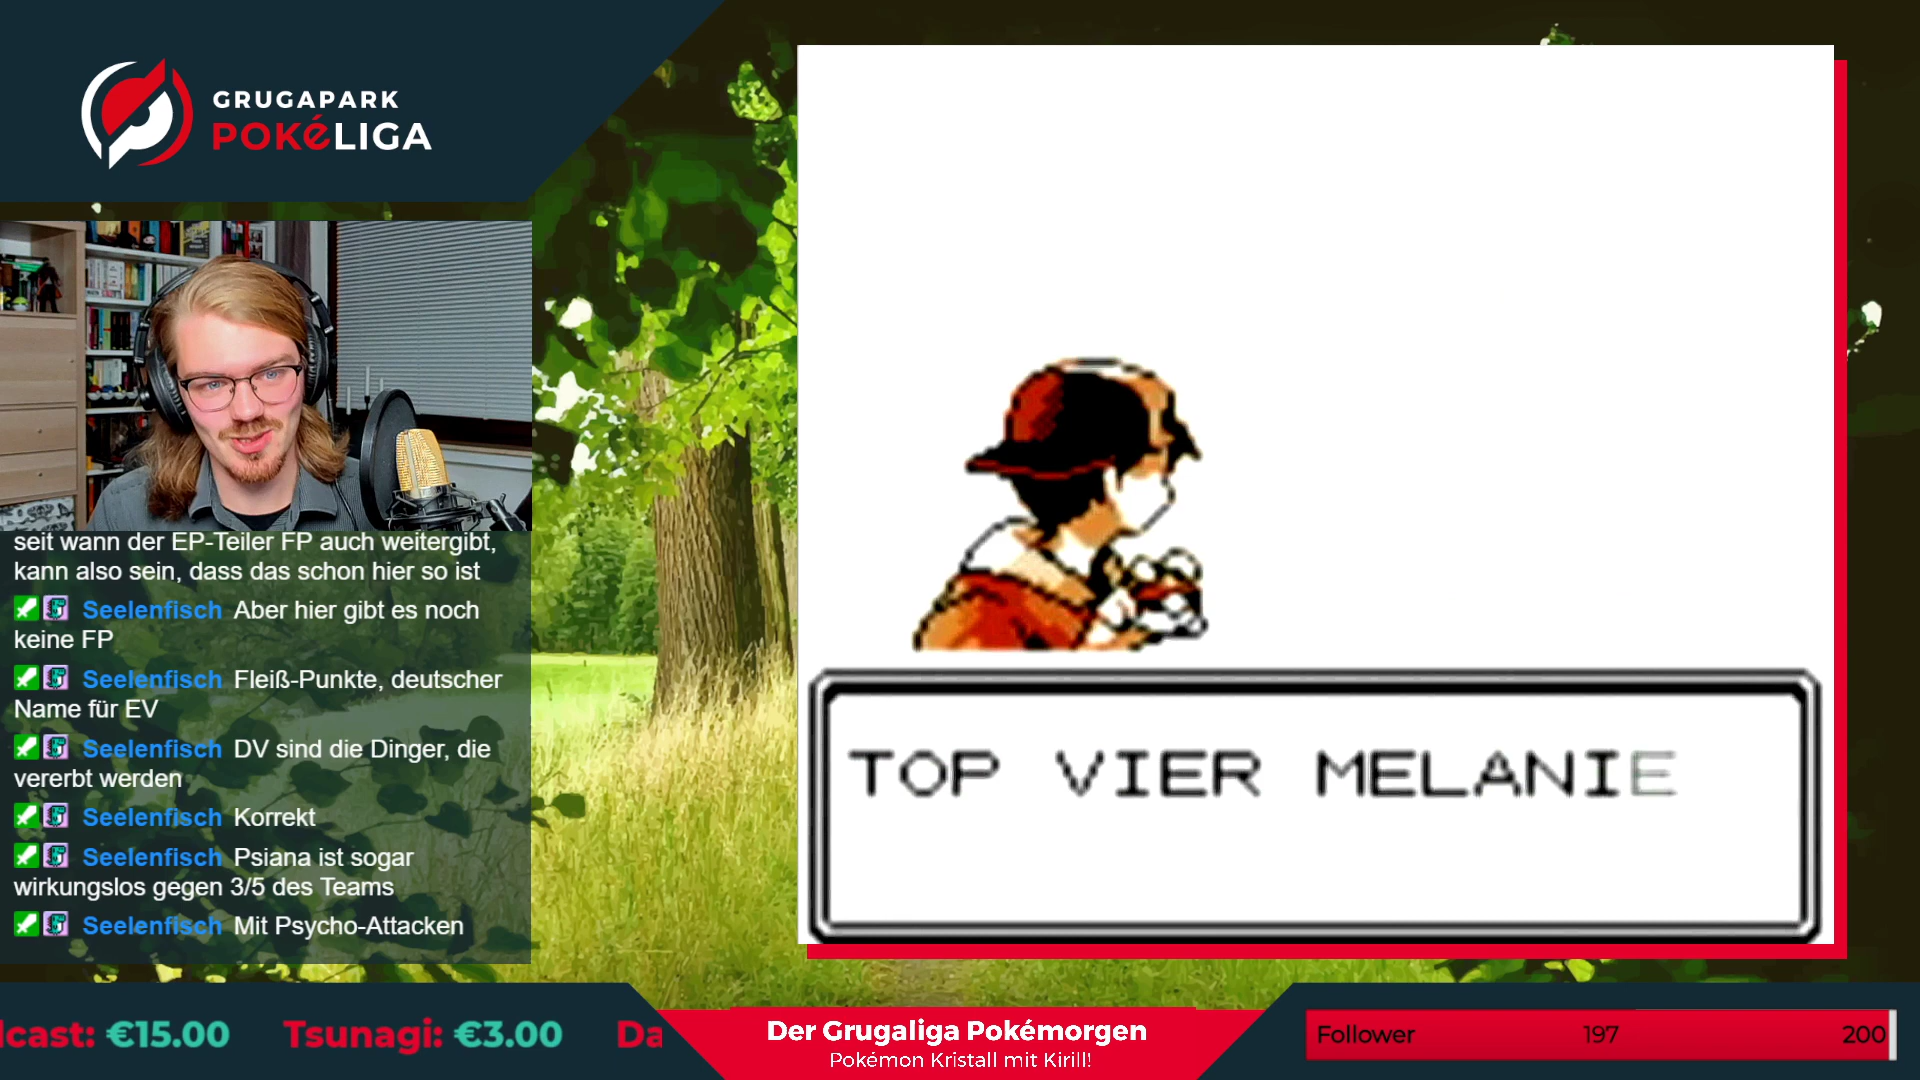 GRUGAPARK
POKéLIGA
seit wann der EP-Teiler FP auch weitergibt,
kann also sein, dass das schon hier so ist
Seelenfisch Aber hier gibt es noch
keine FP
Seelenfisch Fleiß-Punkte, deutscher
Name für EV
Seelenfisch DV sind die Dinger, die
vererbt werden
Seelenfisch Korrekt
Seelenfisch Psiana ist sogar
wirkungslos gegen 3/5 des Teams
Seelenfisch Mit Psycho-Attacken
TOP VIER MELANIE
dcast: €15.00 Tsunagi: €3.00 Da
Der Grugaliga Pokémorgen
Pokémon Kristall mit Kirill!
Follower 197 200